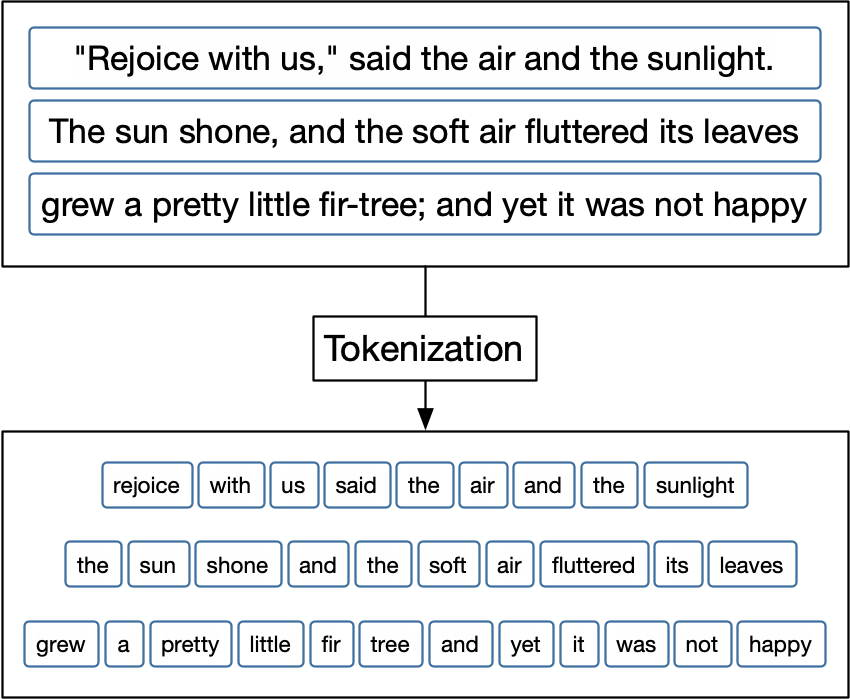 "Rejoice with us," said the air and the sunlight.
The sun shone, and the soft air fluttered its leaves
grew a pretty little fir-tree; and yet it was not happy
Tokenization
rejoice with us said the air and the sunlight
the sun shone and the soft air fluttered its leaves
grew a pretty little fir tree and yet it was not happy